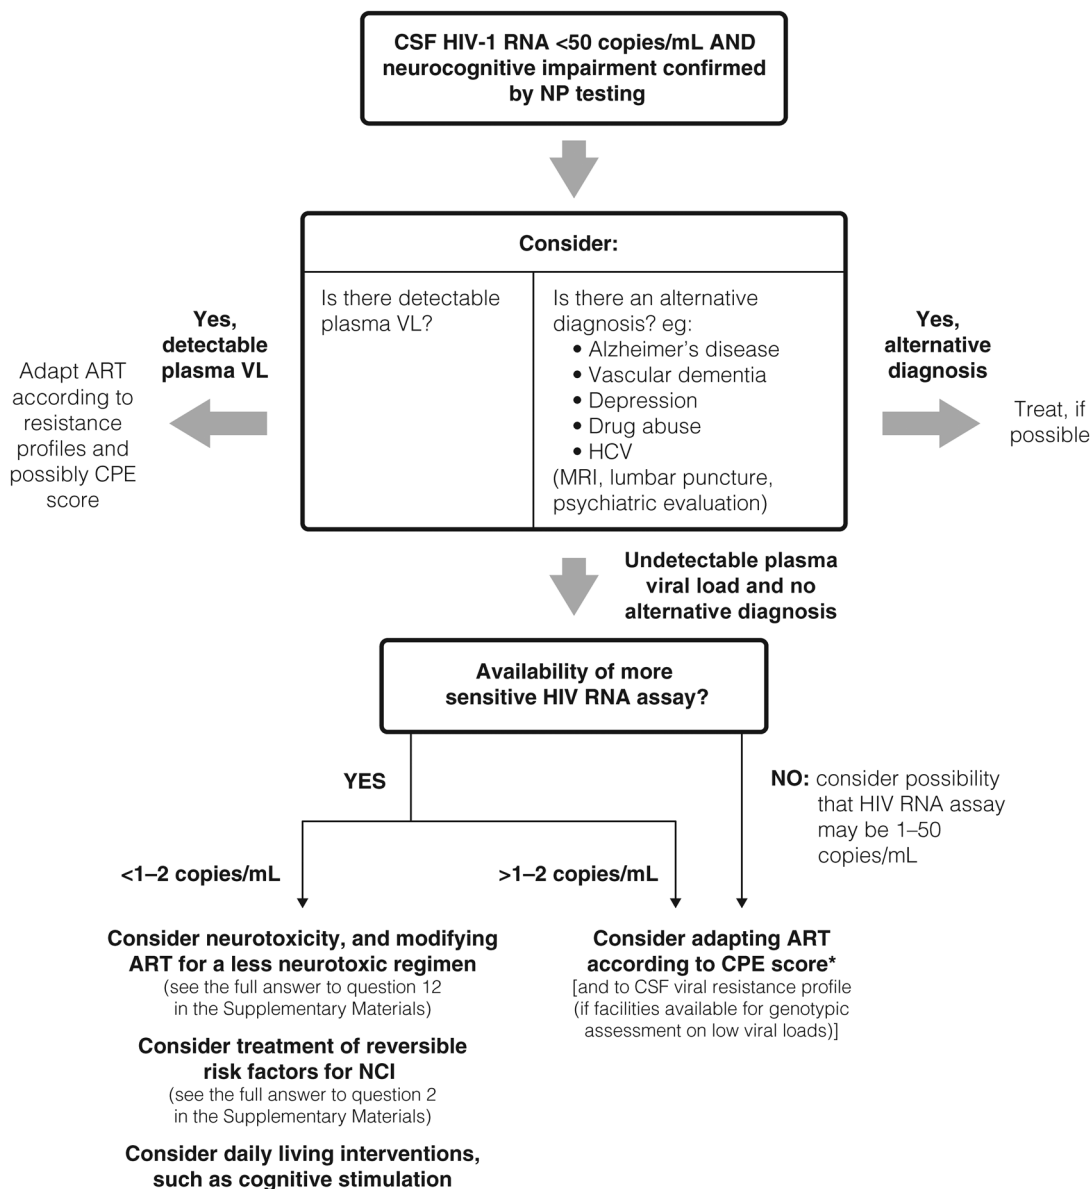 CSF HIV-1 RNA <50 copies/mL AND
neurocognitive impairment confirmed
by NP testing
Consider:
Is there detectable
plasma VL?
Is there an alternative
diagnosis? eg:
• Alzheimer's disease
• Vascular dementia
• Depression
• Drug abuse
• HCV
(MRI, lumbar puncture,
psychiatric evaluation)
Yes,
detectable
plasma VL
Adapt ART
according to
resistance
profiles and
possibly CPE
score
Yes,
alternative
diagnosis
Treat, if
possible
Undetectable plasma
viral load and no
alternative diagnosis
Availability of more
sensitive HIV RNA assay?
YES
NO: consider possibility
that HIV RNA assay
may be 1–50
copies/mL
<1–2 copies/mL
>1–2 copies/mL
Consider neurotoxicity, and modifying
ART for a less neurotoxic regimen
(see the full answer to question 12
in the Supplementary Materials)
Consider treatment of reversible
risk factors for NCI
(see the full answer to question 2
in the Supplementary Materials)
Consider daily living interventions,
such as cognitive stimulation
Consider adapting ART
according to CPE score*
[and to CSF viral resistance profile
(if facilities available for genotypic
assessment on low viral loads)]